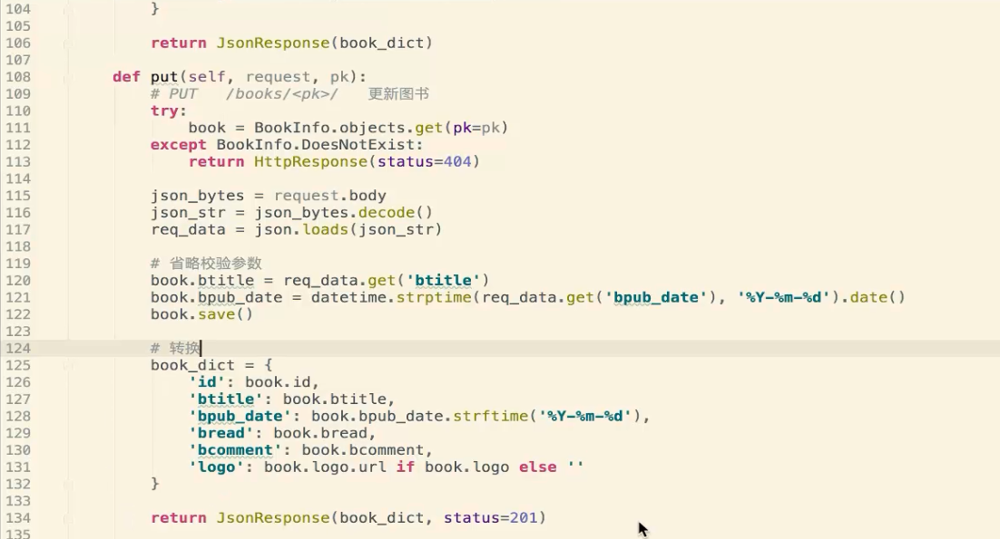 104             }
105
106             return JsonResponse(book_dict)
107
108         def put(self, request, pk):
109             # PUT   /books/<pk>/   更新图书
110             try:
111                 book = BookInfo.objects.get(pk=pk)
112             except BookInfo.DoesNotExist:
113                 return HttpResponse(status=404)
114
115             json_bytes = request.body
116             json_str = json_bytes.decode()
117             req_data = json.loads(json_str)
118
119             # 省略校验参数
120             book.btitle = req_data.get('btitle')
121             book.bpub_date = datetime.strptime(req_data.get('bpub_date'), '%Y-%m-%d').date()
122             book.save()
123
124             # 转换
125             book_dict = {
126                 'id': book.id,
127                 'btitle': book.btitle,
128                 'bpub_date': book.bpub_date.strftime('%Y-%m-%d'),
129                 'bread': book.bread,
130                 'bcomment': book.bcomment,
131                 'logo': book.logo.url if book.logo else ''
132             }
133
134             return JsonResponse(book_dict, status=201)
135